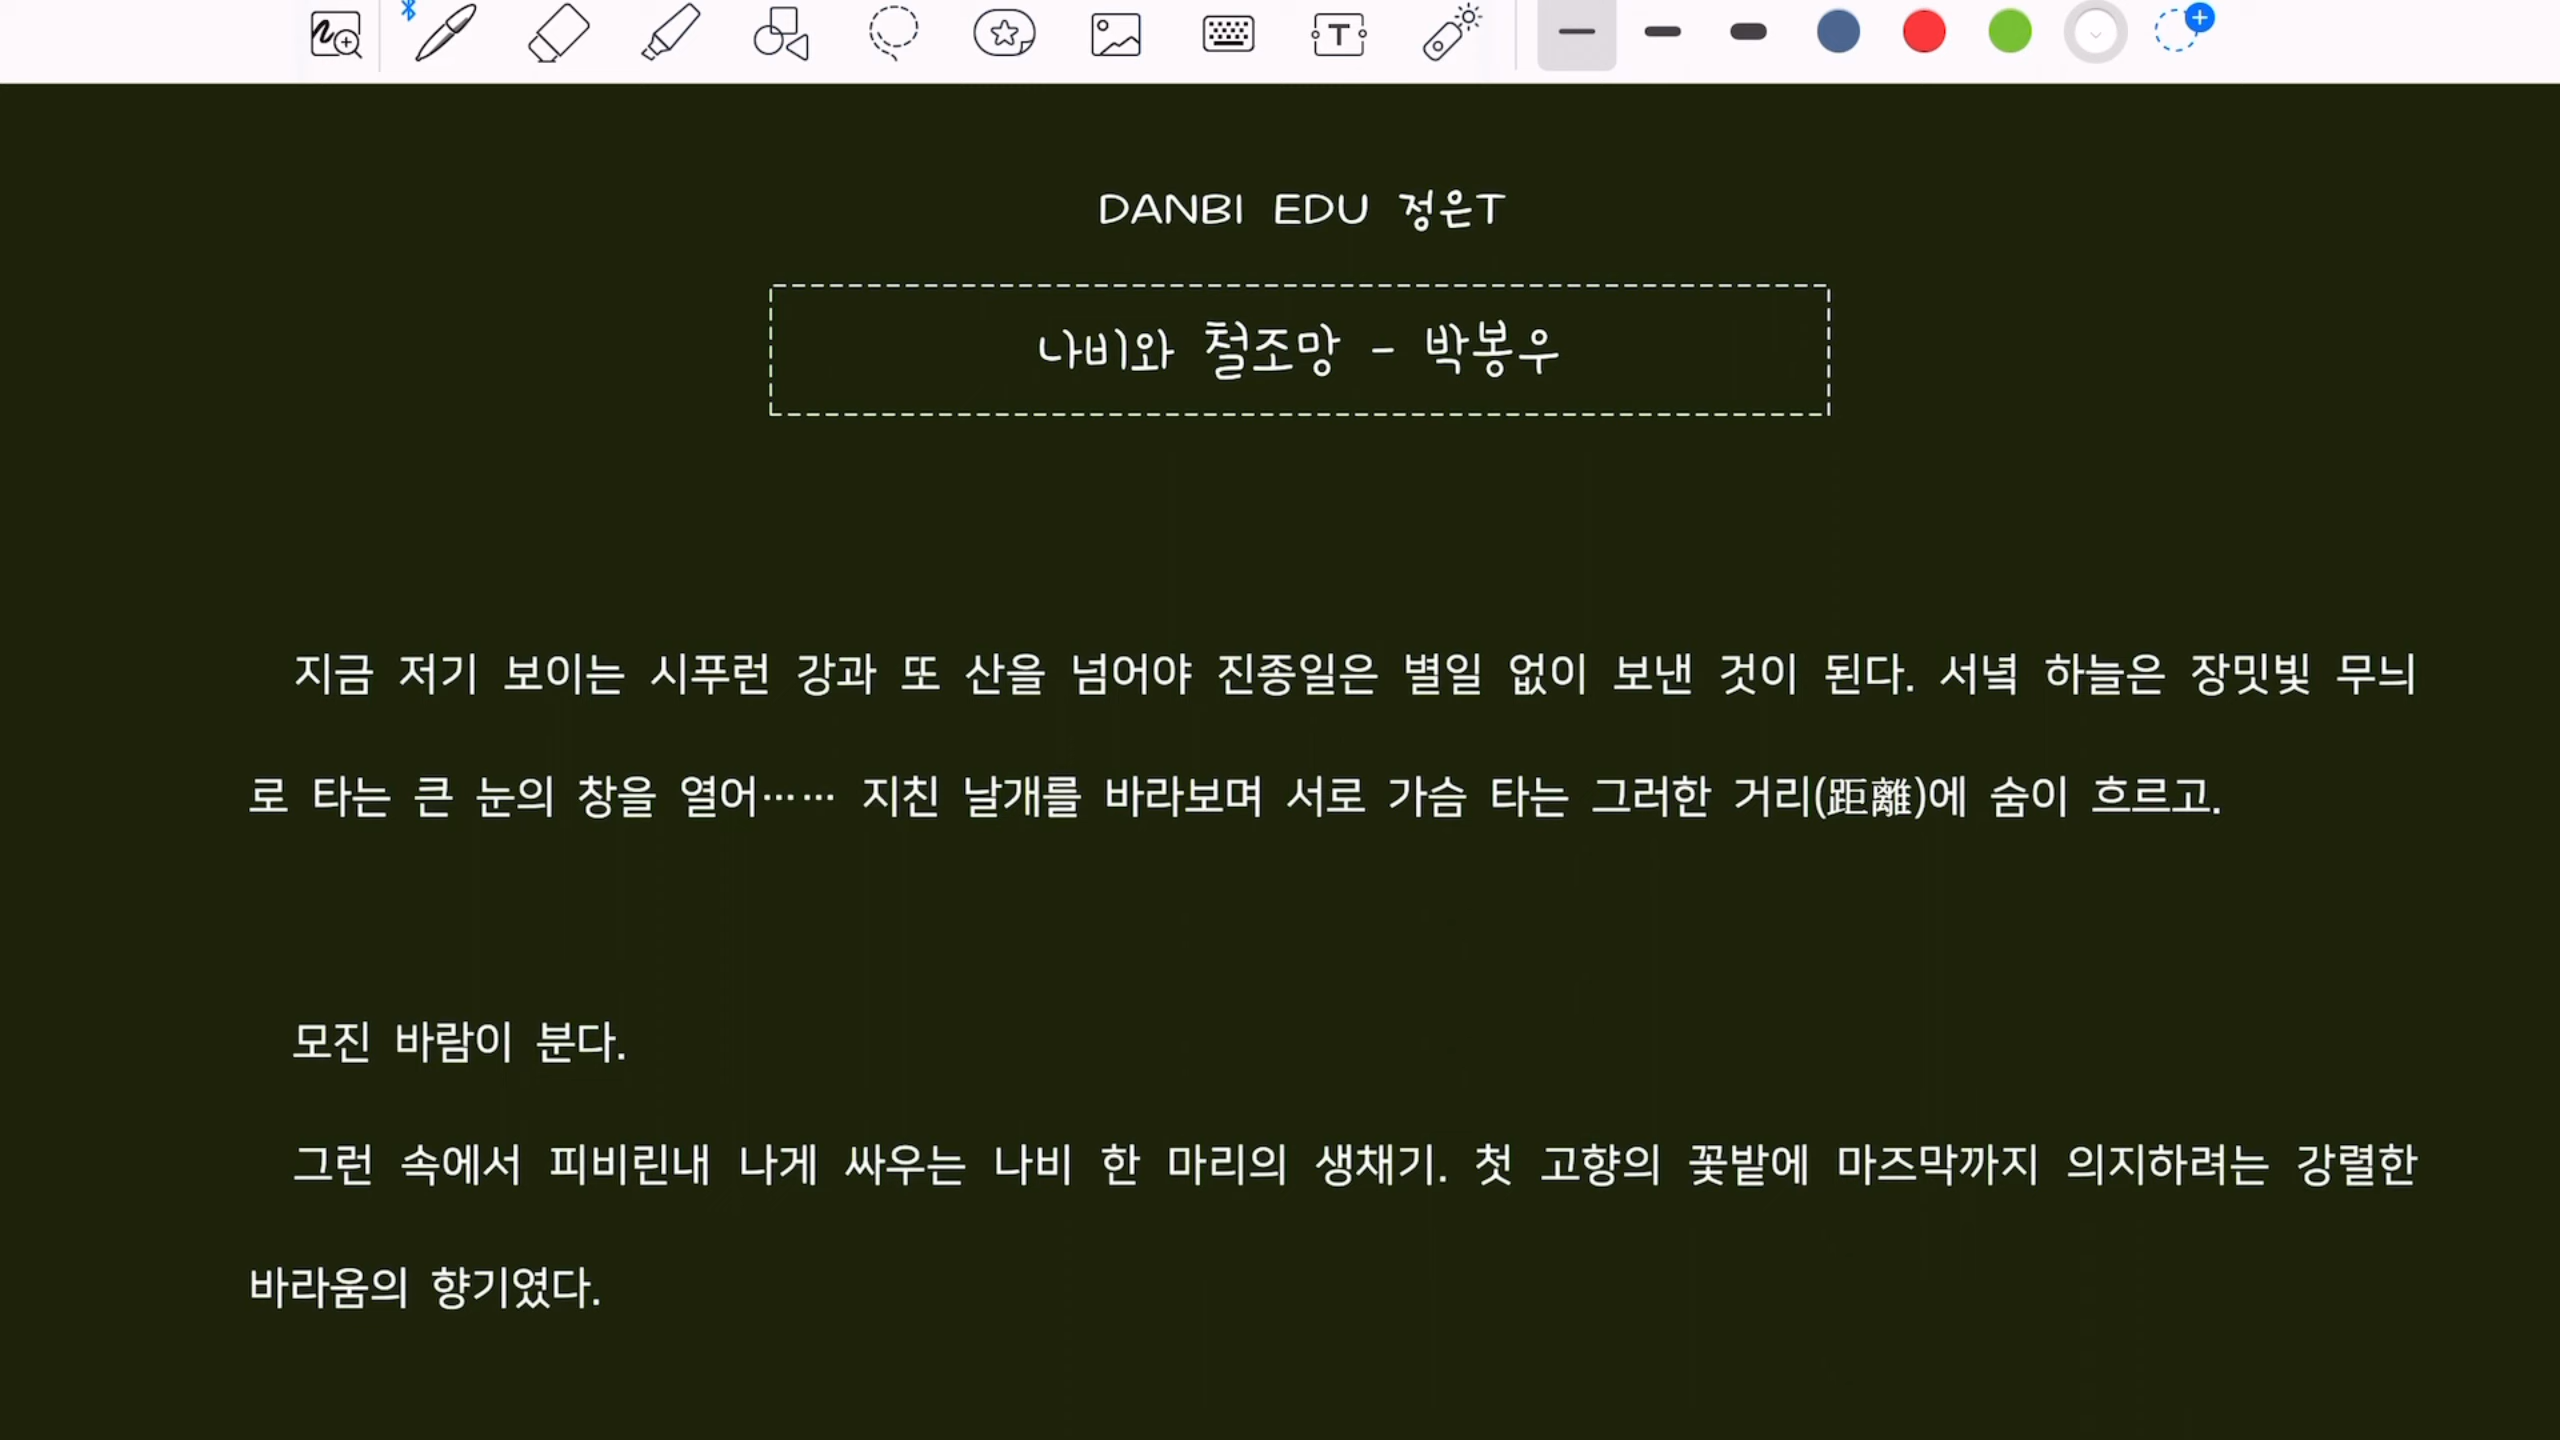 DANBI EDU 정은T
나비와 철조망 - 박봉우
지금 저기 보이는 시푸런 강과 또 산을 넘어야 진종일은 별일 없이 보낸 것이 된다. 서녘 하늘은 장밋빛 무늬
로 타는 큰 눈의 창을 열어…… 지친 날개를 바라보며 서로 가슴 타는 그러한 거리(距離)에 숨이 흐르고.
모진 바람이 분다.
그런 속에서 피비린내 나게 싸우는 나비 한 마리의 생채기. 첫 고향의 꽃밭에 마즈막까지 의지하려는 강렬한
바라움의 향기였다.